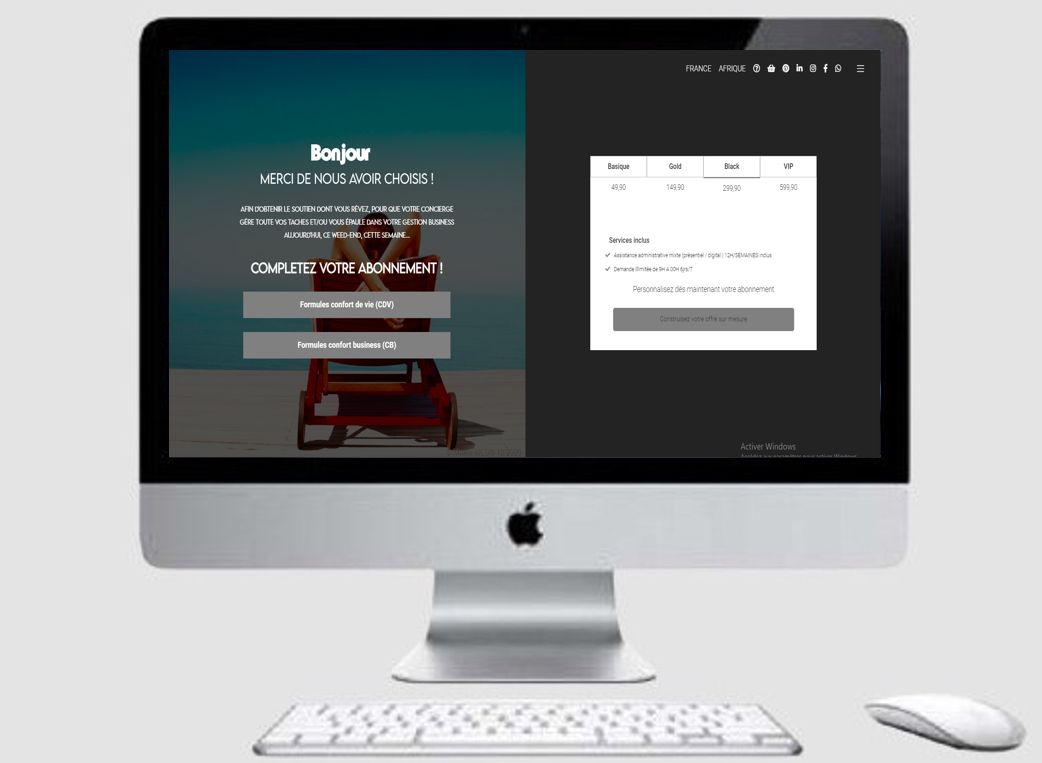 FRANCE AFRIQUE
Bonjour
MERCI DE NOUS AVOIR CHOISIS !
AFIN D'OBTENIR LE SOUTIEN DONT VOUS RÊVEZ, POUR QUE VOTRE CONCIERGE
GÈRE TOUTE VOS TACHES ET/OU VOUS ÉPAULE DANS VOTRE GESTION BUSINESS
AUJOURD'HUI, CE WEED-END, CETTE SEMAINE...
COMPLETEZ VOTRE ABONNEMENT !
Formules confort de vie (CDV)
Formules confort business (CB)
Basique Gold Black VIP
49,90 149,90 299,90 599,90
Services inclus
Assistance administrative mixte (présentiel / digital ) 12H/SEMAINES inclus
Demande Illimitée de 9H À 00H 6jrs/7
Personnalisez dés maintenant votre abonnement
Construisez votre offre sur mesure
Activer Windows